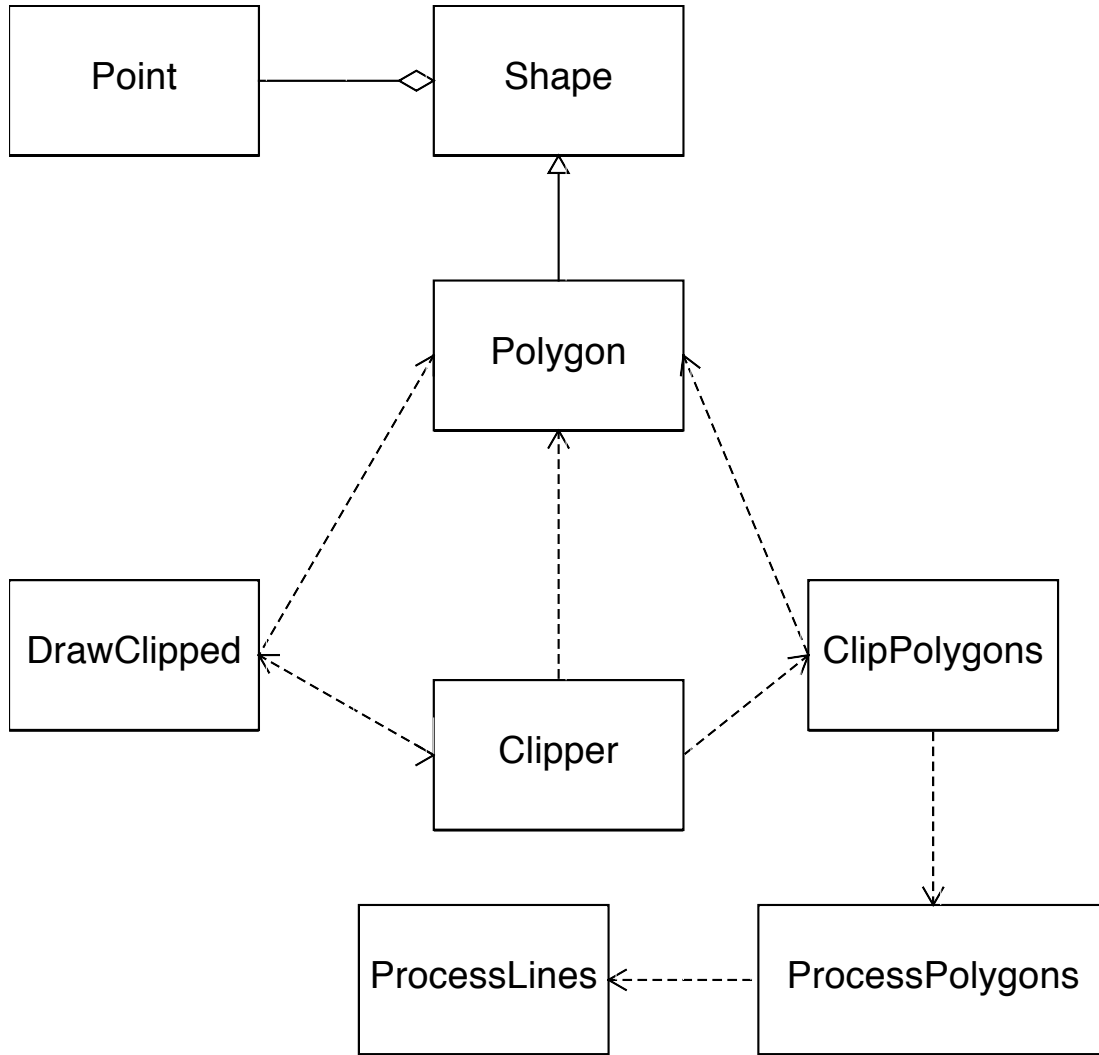 Point
Shape
Polygon
DrawClipped
ClipPolygons
Clipper
ProcessLines
ProcessPolygons